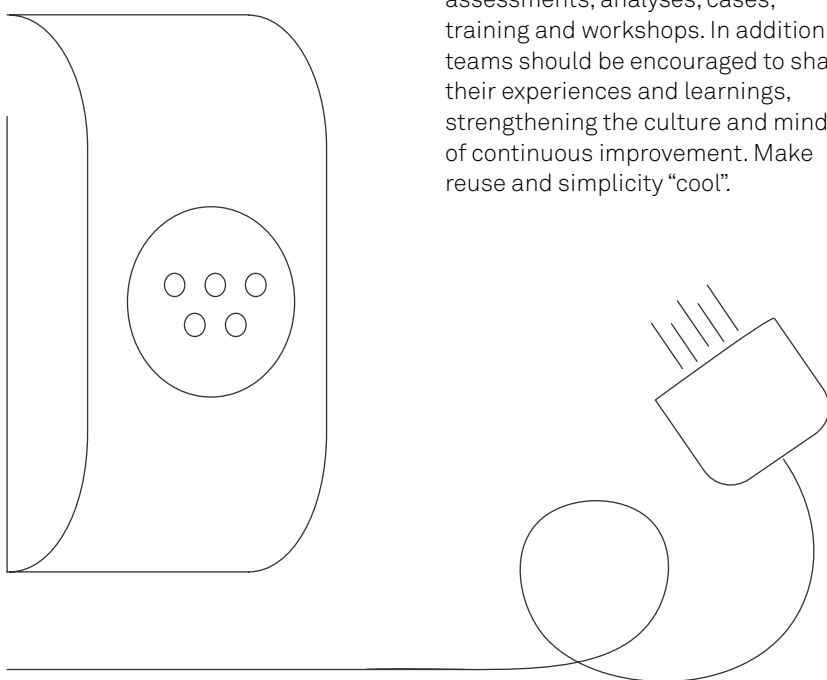 assessments, analyses, cases,
training and workshops. In addition
teams should be encouraged to sha
their experiences and learnings,
strengthening the culture and mind
of continuous improvement. Make
reuse and simplicity “cool”.